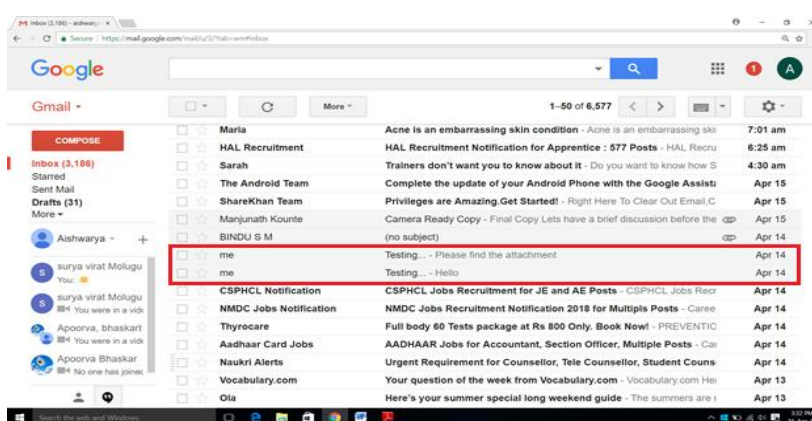 Inbox (3,186) - aishwary
Secure https://mail.google.com/mail/u/3/?tab=wm#inbox
Google
1 A
Gmail
More 1–50 of 6,577
COMPOSE
Inbox (3,186)
Starred
Sent Mail
Drafts (31)
More
Aishwarya +
S surya virat Molugu
You:
S surya virat Molugu
You were in a vide
Apoorva, bhaskart
You were in a vide
Apoorva Bhaskar
No one has joined
Maria Acne is an embarrassing skin condition - Acne is an embarrassing ski 7:01 am
HAL Recruitment HAL Recruitment Notification for Apprentice : 577 Posts - HAL Recru 6:25 am
Sarah Trainers don't want you to know about it - Do you want to know how S 4:30 am
The Android Team Complete the update of your Android Phone with the Google Assista Apr 15
ShareKhan Team Privileges are Amazing.Get Started! - Right Here To Clear Out Email,C Apr 15
Manjunath Kounte Camera Ready Copy - Final Copy Lets have a brief discussion before the Apr 15
BINDU S M (no subject) Apr 14
me Testing... - Please find the attachment Apr 14
me Testing... - Hello Apr 14
CSPHCL Notification CSPHCL Jobs Recruitment for JE and AE Posts - CSPHCL Jobs Recr Apr 14
NMDC Jobs Notification NMDC Jobs Recruitment Notification 2018 for Multipls Posts - Caree Apr 14
Thyrocare Full body 60 Tests package at Rs 800 Only. Book Now! - PREVENTIC Apr 14
Aadhaar Card Jobs AADHAAR Jobs for Accountant, Section Officer, Multiple Posts - Car Apr 14
Naukri Alerts Urgent Requirement for Counsellor, Tele Counsellor, Student Couns Apr 14
Vocabulary.com Your question of the week from Vocabulary.com - Vocabulary.com Hei Apr 13
Ola Here's your summer special long weekend guide - The summers are r Apr 13
Search the web and Windows
3:32 PM